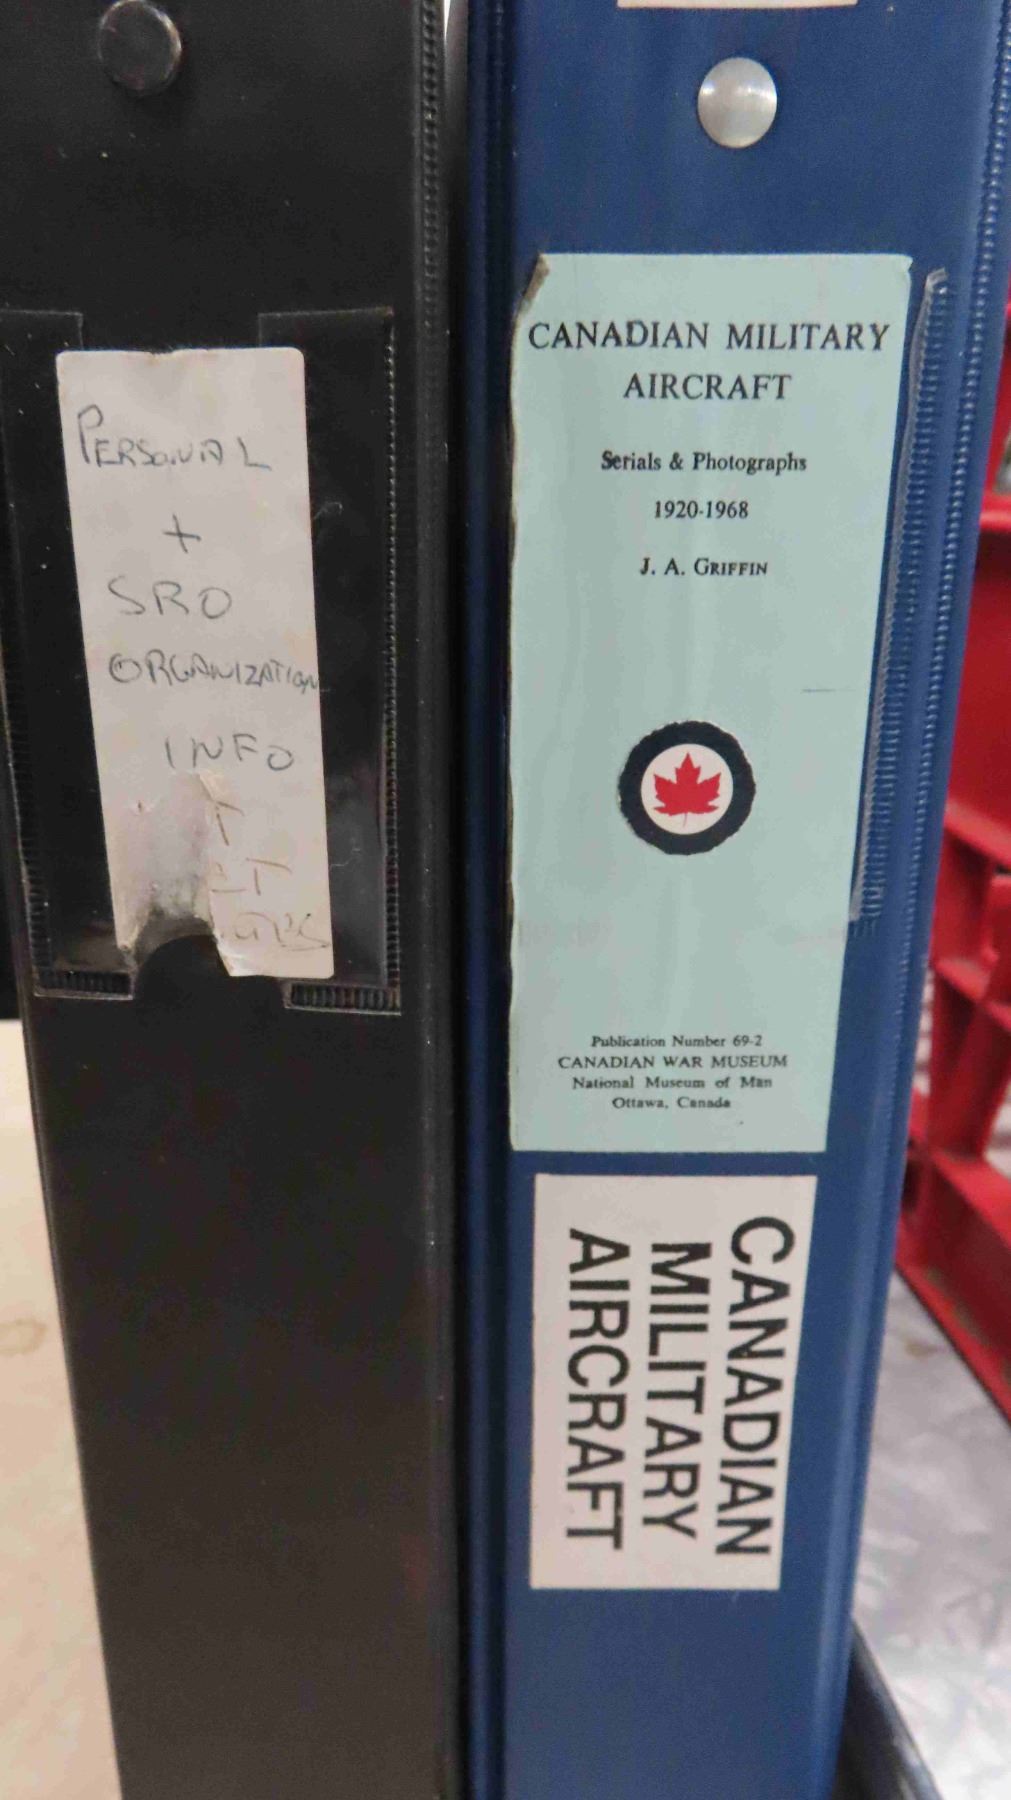 PERSONAL
+
SRO
ORGANIZATION
INFO
CANADIAN MILITARY
AIRCRAFT
Serials & Photographs
1920-1968
J. A. GRIFFIN
Publication Number 69-2
CANADIAN WAR MUSEUM
National Museum of Man
Ottawa, Canada
CANADIAN
MILITARY
AIRCRAFT